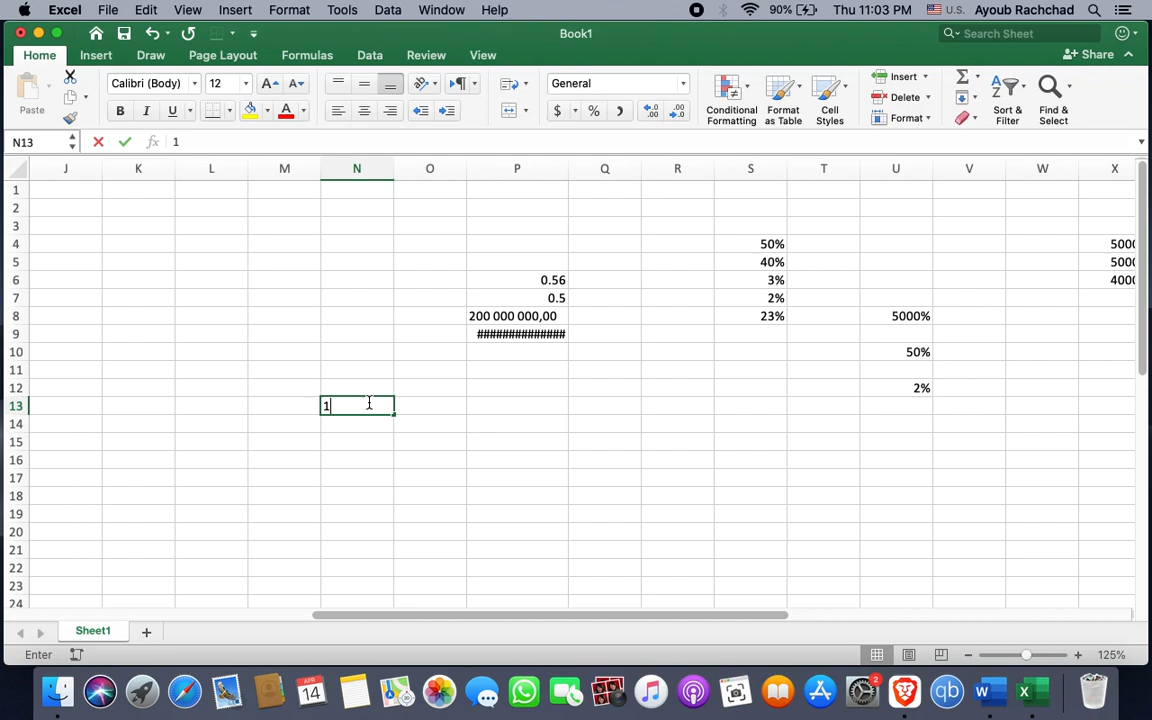 Excel File Edit View Insert Format Tools Data Window Help 90% Thu 11:03 PM U.S. Ayoub Rachchad
Book1 Search Sheet
Home Insert Draw Page Layout Formulas Data Review View Share
Paste Calibri (Body) 12 A A General Conditional Formatting Format as Table Cell Styles Insert Delete Format Sort & Filter Find & Select
B I U A $ %
N13 fx 1
J K L M N O P Q R S T U V W X
1
2
3
4 50% 5000
5 40% 5000
6 0.56 3% 4000
7 0.5 2%
8 200 000 000,00 23% 5000%
9 ##############
10 50%
11
12 2%
13 1
14
15
16
17
18
19
20
21
22
23
24
Sheet1
Enter 125%
APR 14 2 qb W X